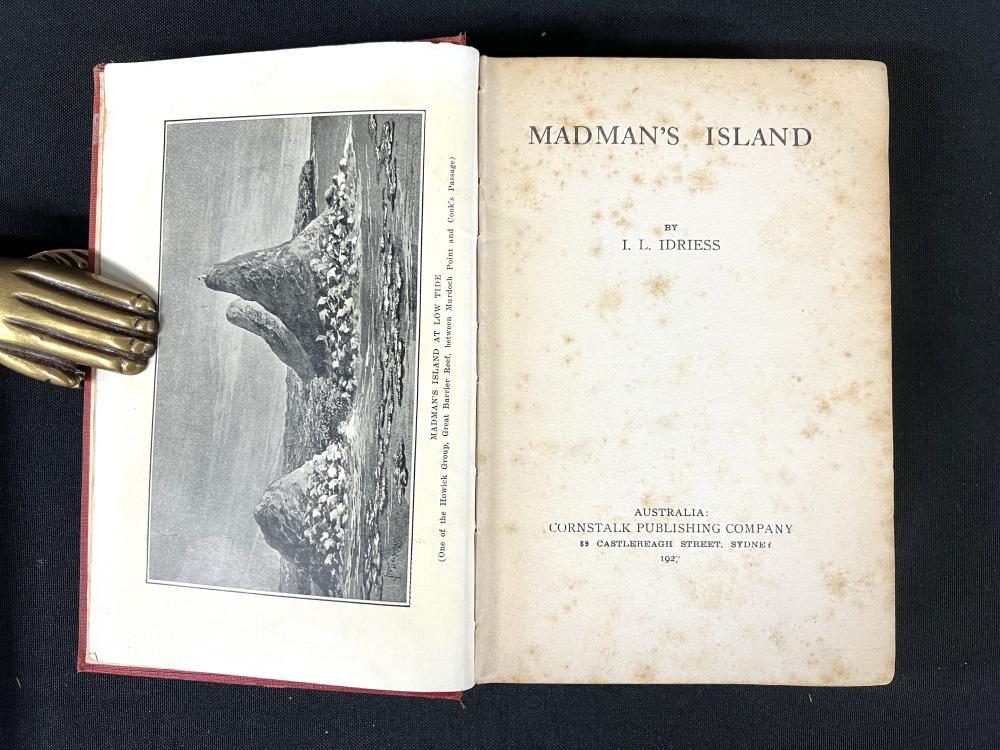 MADMAN'S ISLAND AT LOW TIDE
(One of the Howick Group, Great Barrier Reef, between Murdoch Point and Cook's Passage)
MADMAN'S ISLAND
BY
I. L. IDRIESS
AUSTRALIA:
CORNSTALK PUBLISHING COMPANY
89 CASTLEREAGH STREET, SYDNEY